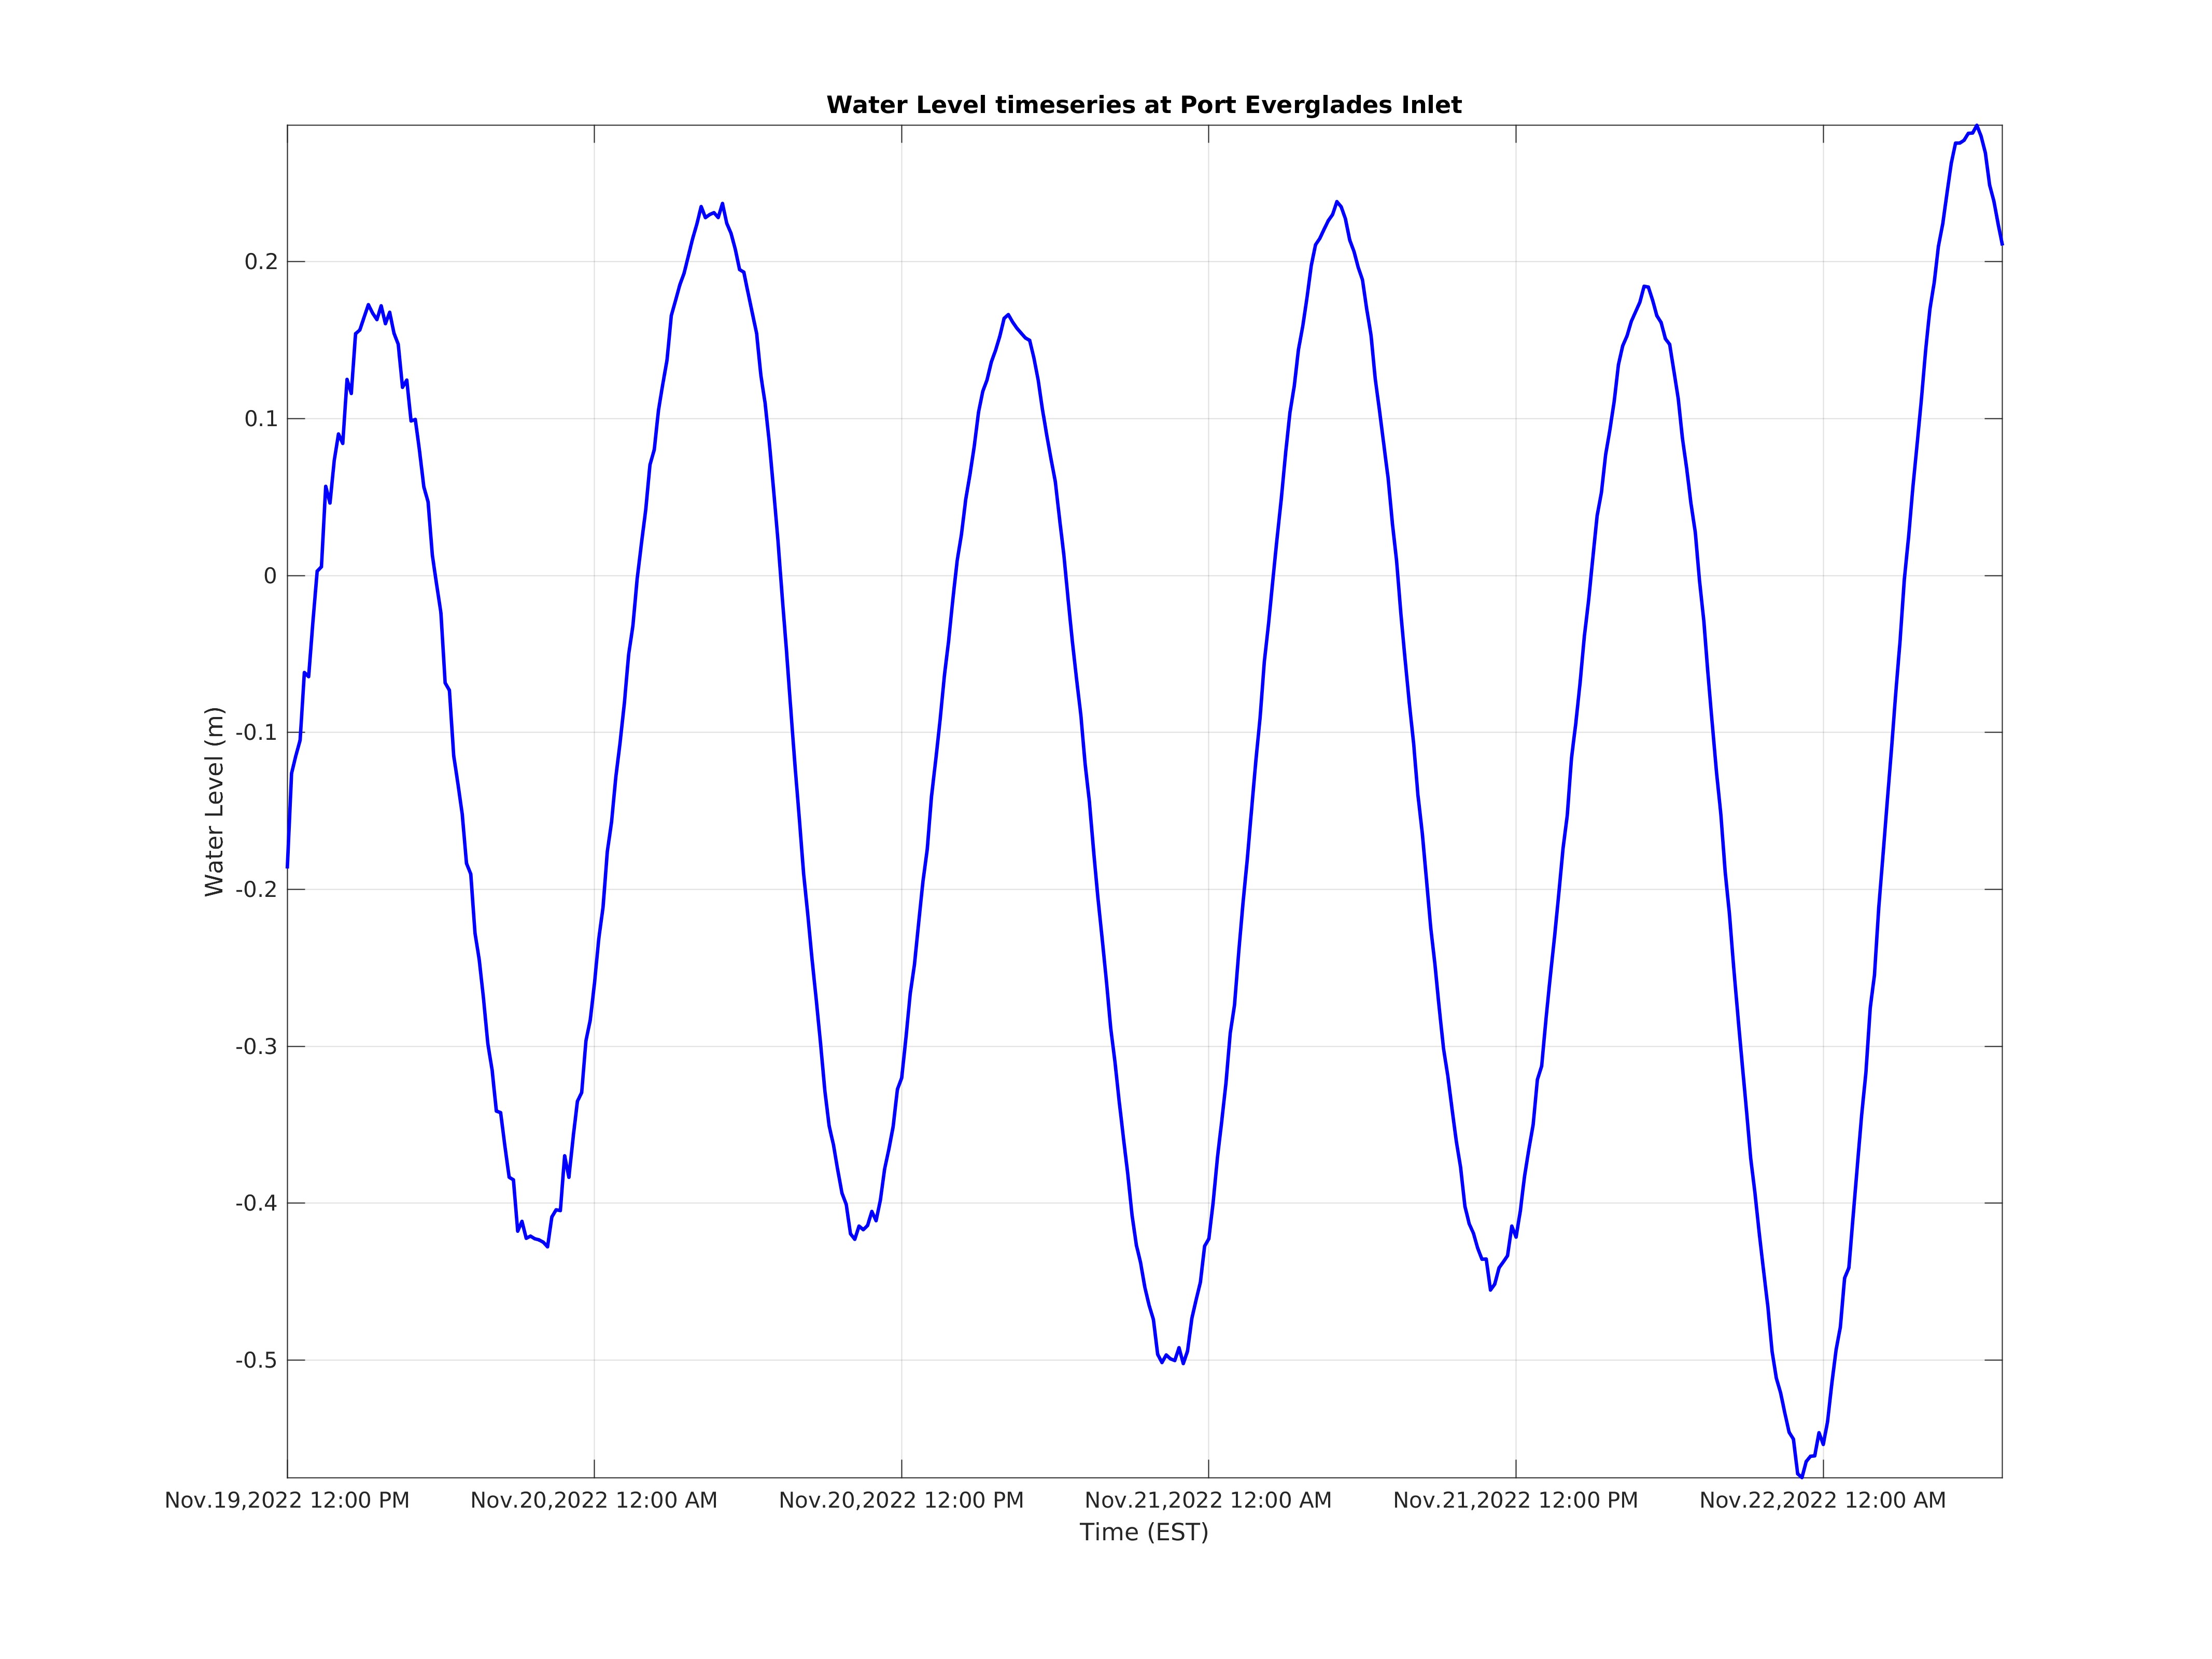 Water Level timeseries at Port Everglades Inlet
0.2
0.1
0
-0.1
-0.2
-0.3
-0.4
-0.5
Water Level (m)
Nov.19,2022 12:00 PM Nov.20,2022 12:00 AM Nov.20,2022 12:00 PM Nov.21,2022 12:00 AM Nov.21,2022 12:00 PM Nov.22,2022 12:00 AM
Time (EST)